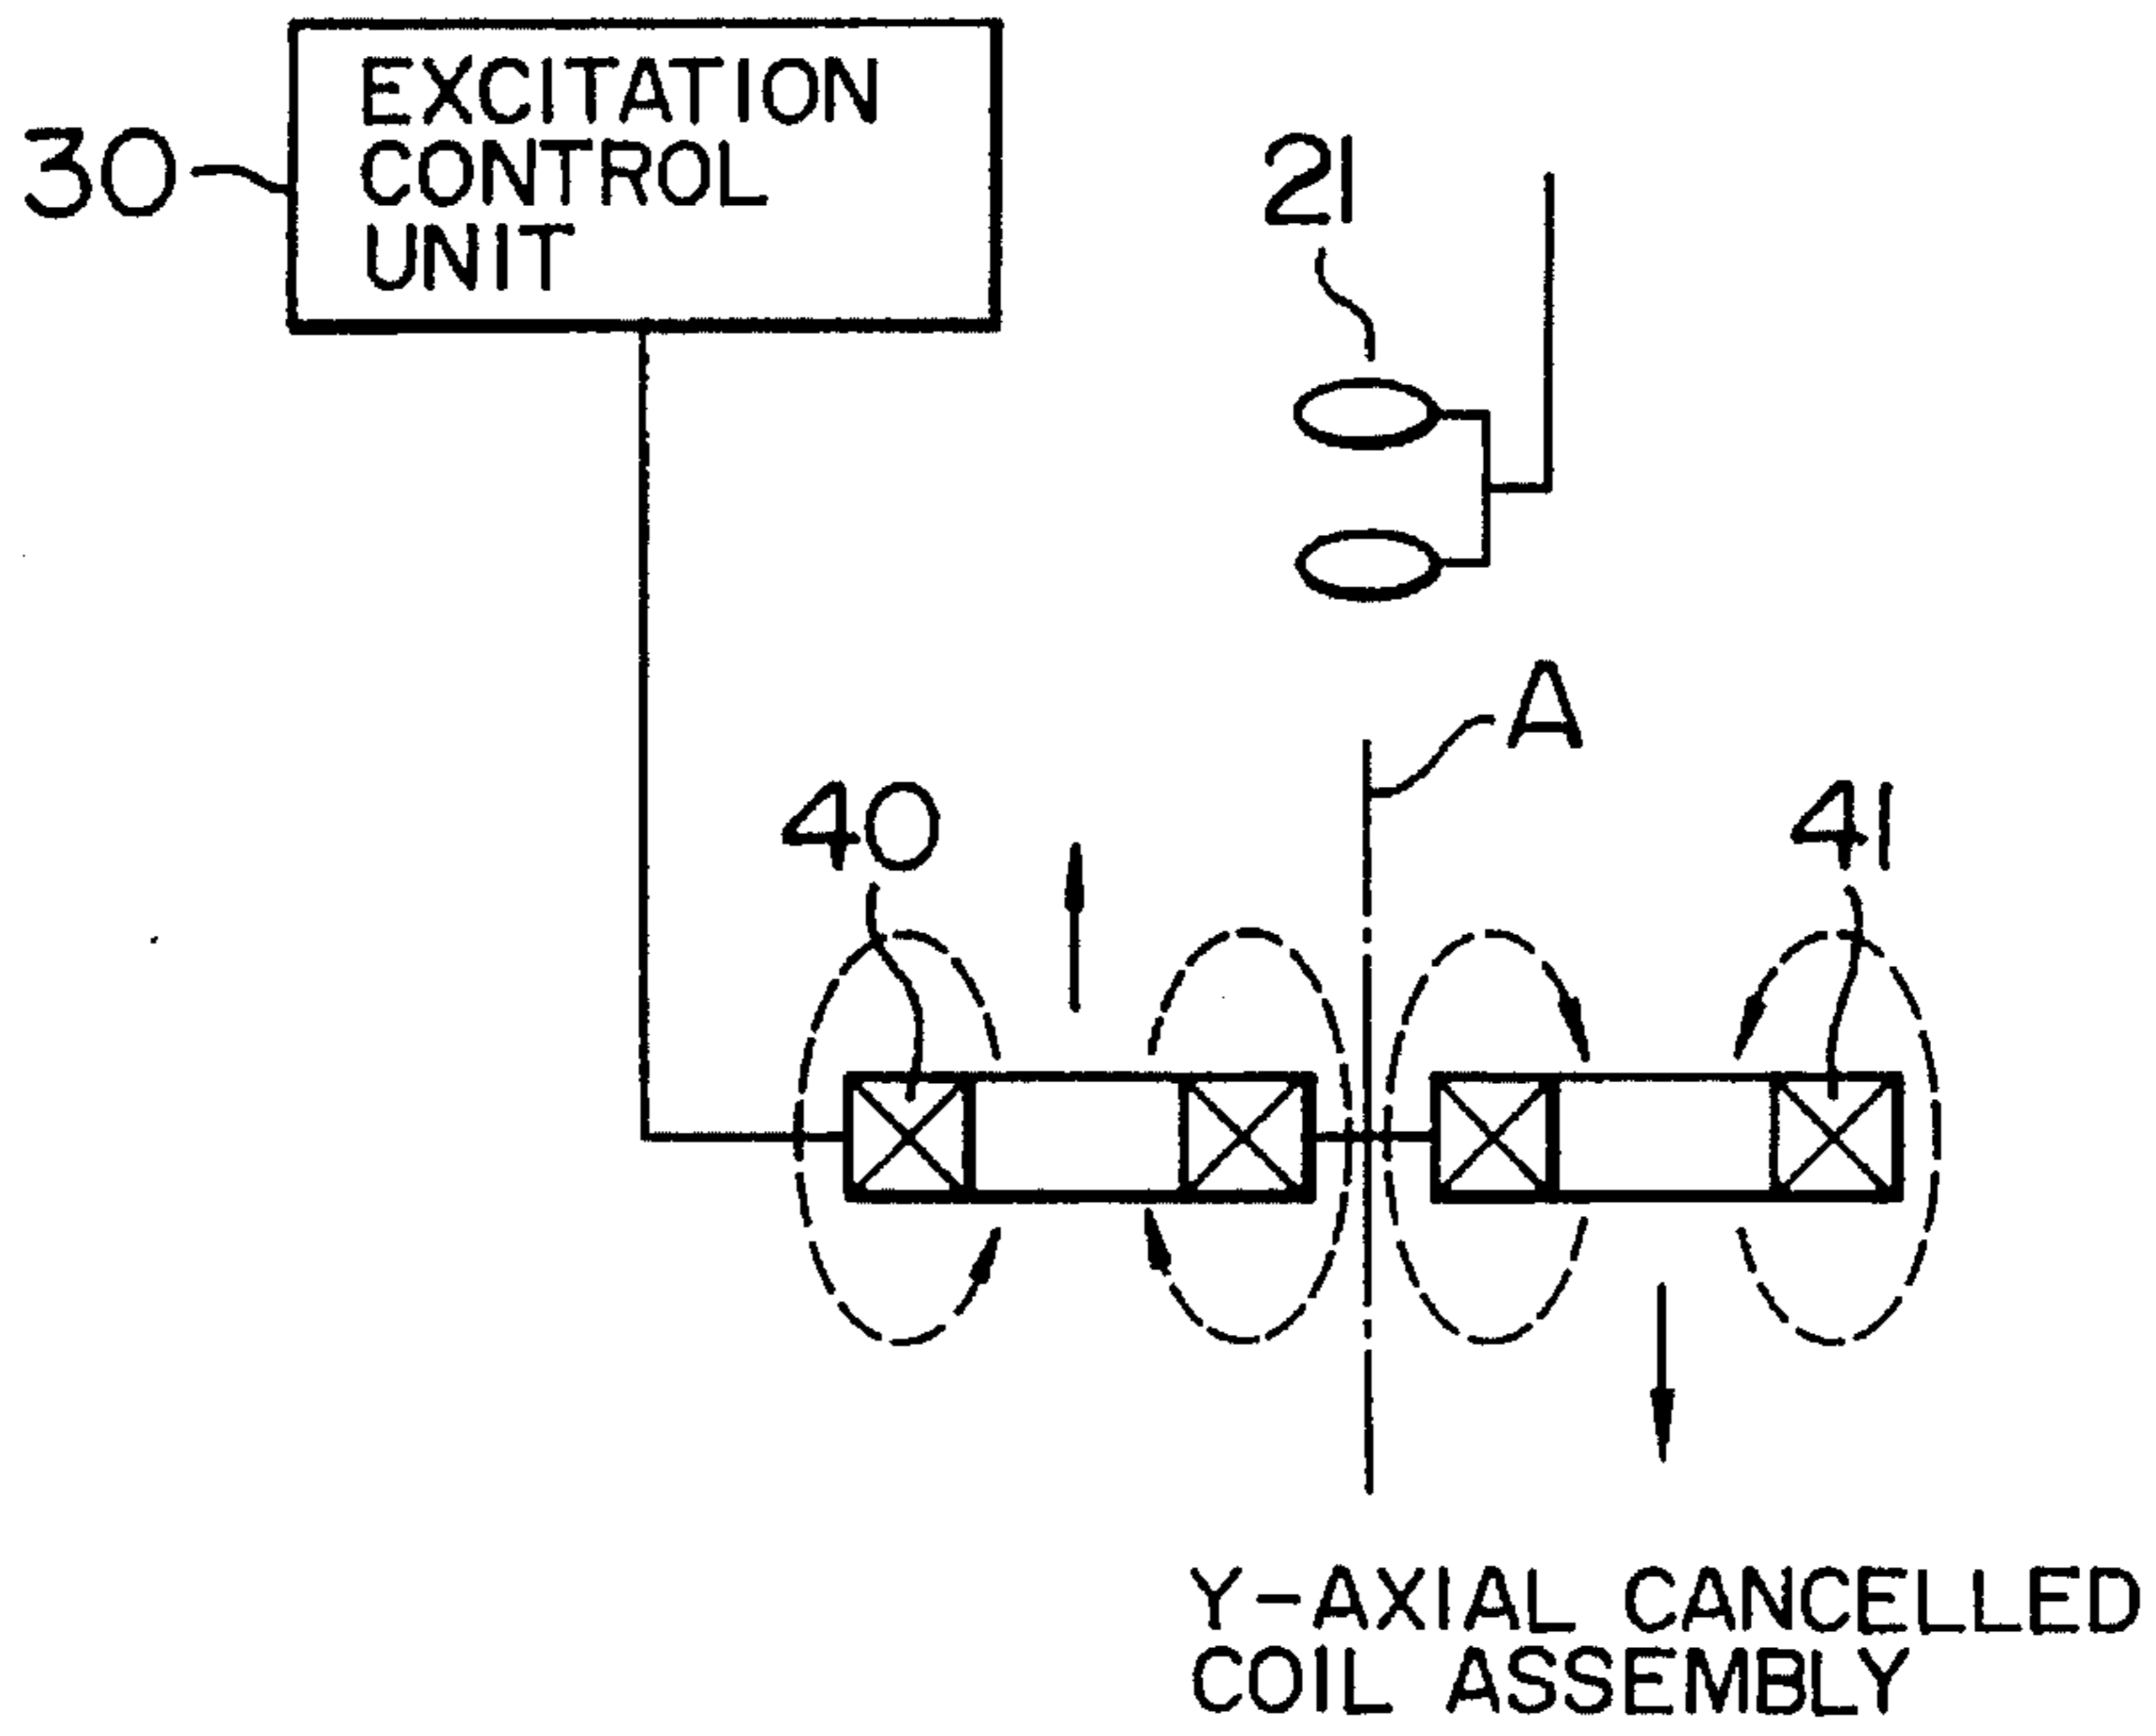 EXCITATION
CONTROL
UNIT
30
21
A
40
41
Y-AXIAL CANCELLED
COIL ASSEMBLY